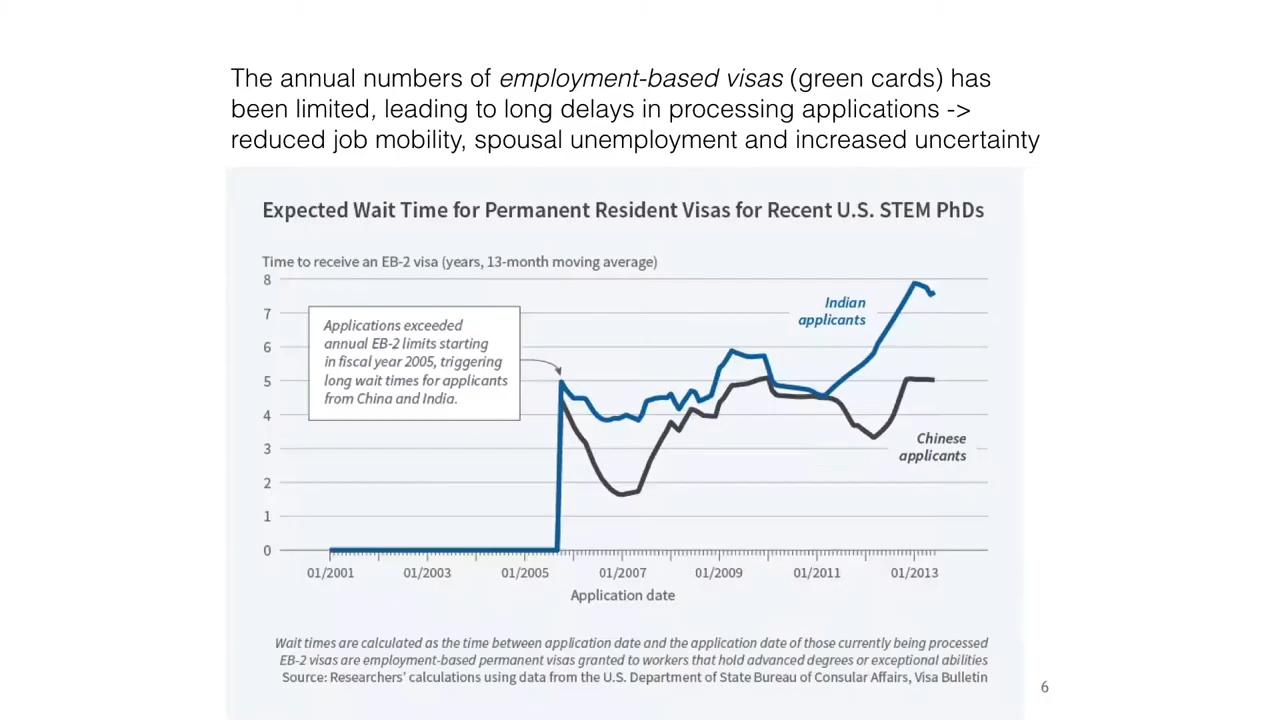 The annual numbers of employment-based visas (green cards) has
been limited, leading to long delays in processing applications ->
reduced job mobility, spousal unemployment and increased uncertainty
Expected Wait Time for Permanent Resident Visas for Recent U.S. STEM PhDs
Time to receive an EB-2 visa (years, 13-month moving average)
8
7
6
5
4
3
2
1
0
Applications exceeded
annual EB-2 limits starting
in fiscal year 2005, triggering
long wait times for applicants
from China and India.
Indian
applicants
Chinese
applicants
01/2001 01/2003 01/2005 01/2007 01/2009 01/2011 01/2013
Application date
Wait times are calculated as the time between application date and the application date of those currently being processed
EB-2 visas are employment-based permanent visas granted to workers that hold advanced degrees or exceptional abilities
Source: Researchers' calculations using data from the U.S. Department of State Bureau of Consular Affairs, Visa Bulletin
6